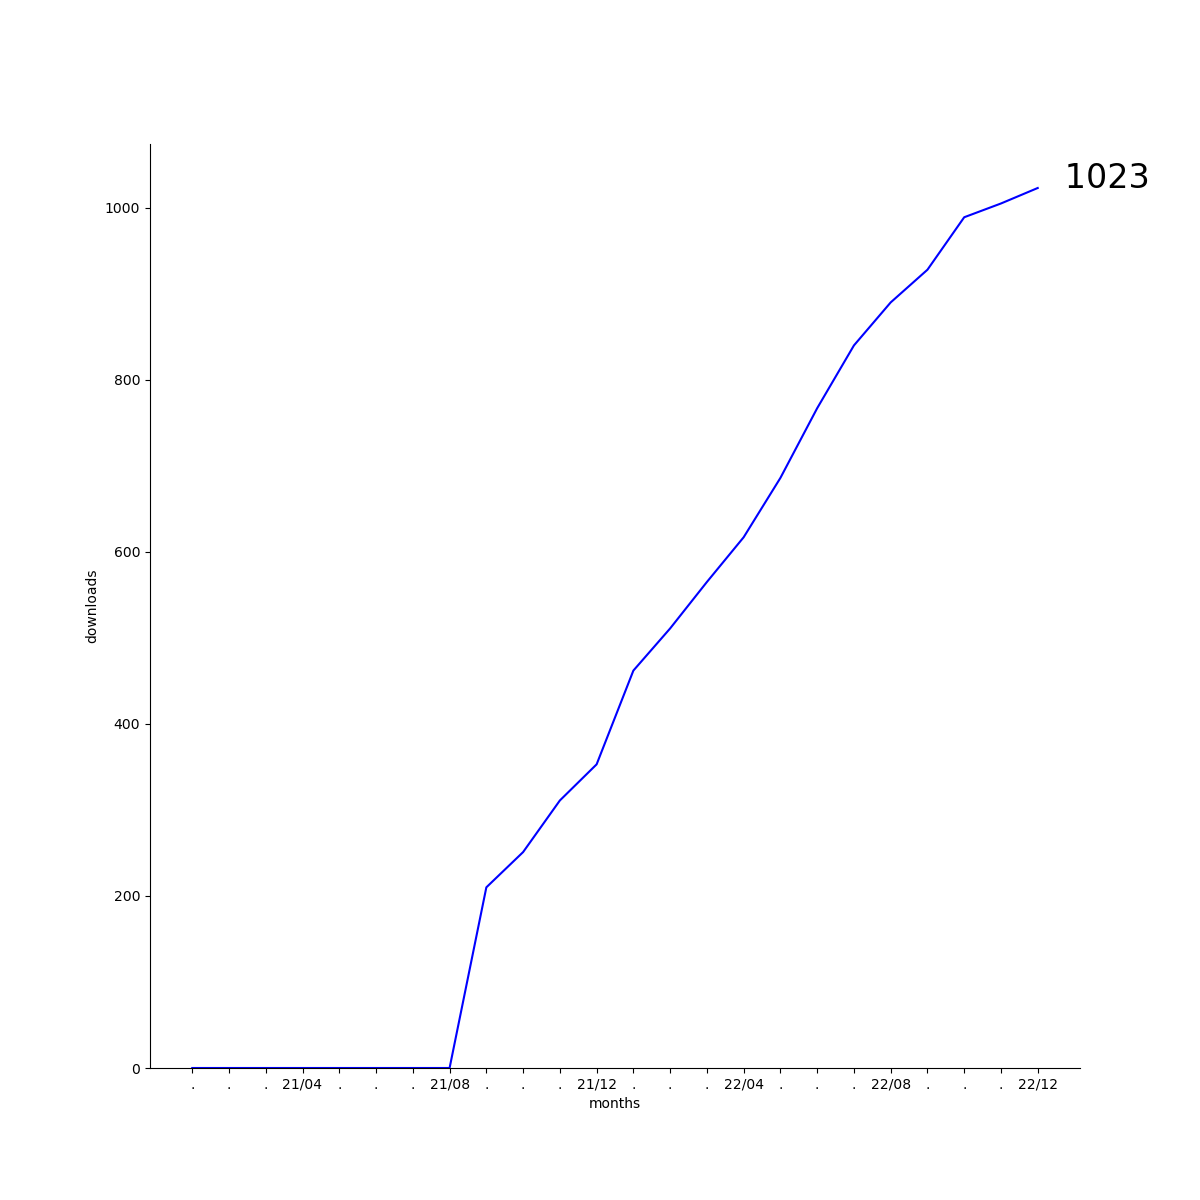 1023
1000
800
600
400
200
0
downloads
. . . 21/04 . . . 21/08 . . . 21/12 . . . 22/04 . . . 22/08 . . . 22/12
months